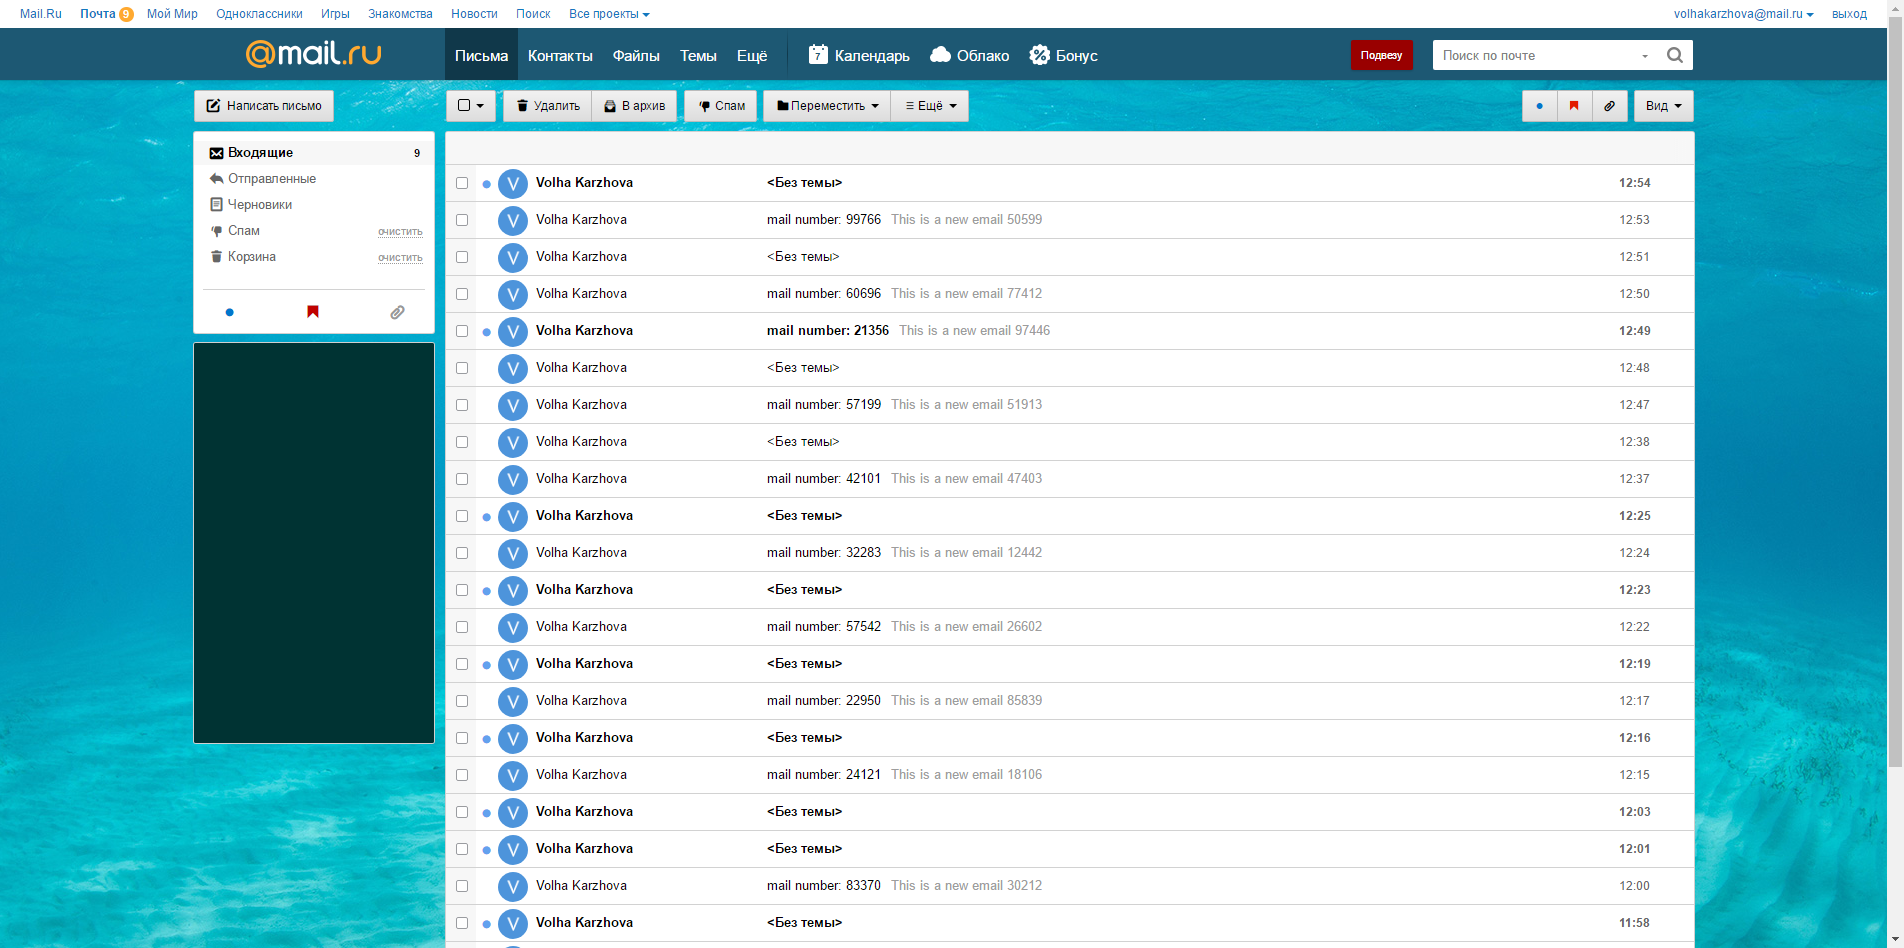 Mail.Ru Почта 9 Мой Мир Одноклассники Игры Знакомства Новости Поиск Все проекты volhakarzhova@mail.ru выход
@mail.ru Письма Контакты Файлы Темы Ещё 7 Календарь Облако Бонус Подвезу Поиск по почте
Написать письмо Удалить В архив Спам Переместить Ещё Вид
Входящие 9
Отправленные
Черновики
Спам очистить
Корзина очистить
V Volha Karzhova <Без темы> 12:54
V Volha Karzhova mail number: 99766 This is a new email 50599 12:53
V Volha Karzhova <Без темы> 12:51
V Volha Karzhova mail number: 60696 This is a new email 77412 12:50
V Volha Karzhova mail number: 21356 This is a new email 97446 12:49
V Volha Karzhova <Без темы> 12:48
V Volha Karzhova mail number: 57199 This is a new email 51913 12:47
V Volha Karzhova <Без темы> 12:38
V Volha Karzhova mail number: 42101 This is a new email 47403 12:37
V Volha Karzhova <Без темы> 12:25
V Volha Karzhova mail number: 32283 This is a new email 12442 12:24
V Volha Karzhova <Без темы> 12:23
V Volha Karzhova mail number: 57542 This is a new email 26602 12:22
V Volha Karzhova <Без темы> 12:19
V Volha Karzhova mail number: 22950 This is a new email 85839 12:17
V Volha Karzhova <Без темы> 12:16
V Volha Karzhova mail number: 24121 This is a new email 18106 12:15
V Volha Karzhova <Без темы> 12:03
V Volha Karzhova <Без темы> 12:01
V Volha Karzhova mail number: 83370 This is a new email 30212 12:00
V Volha Karzhova <Без темы> 11:58